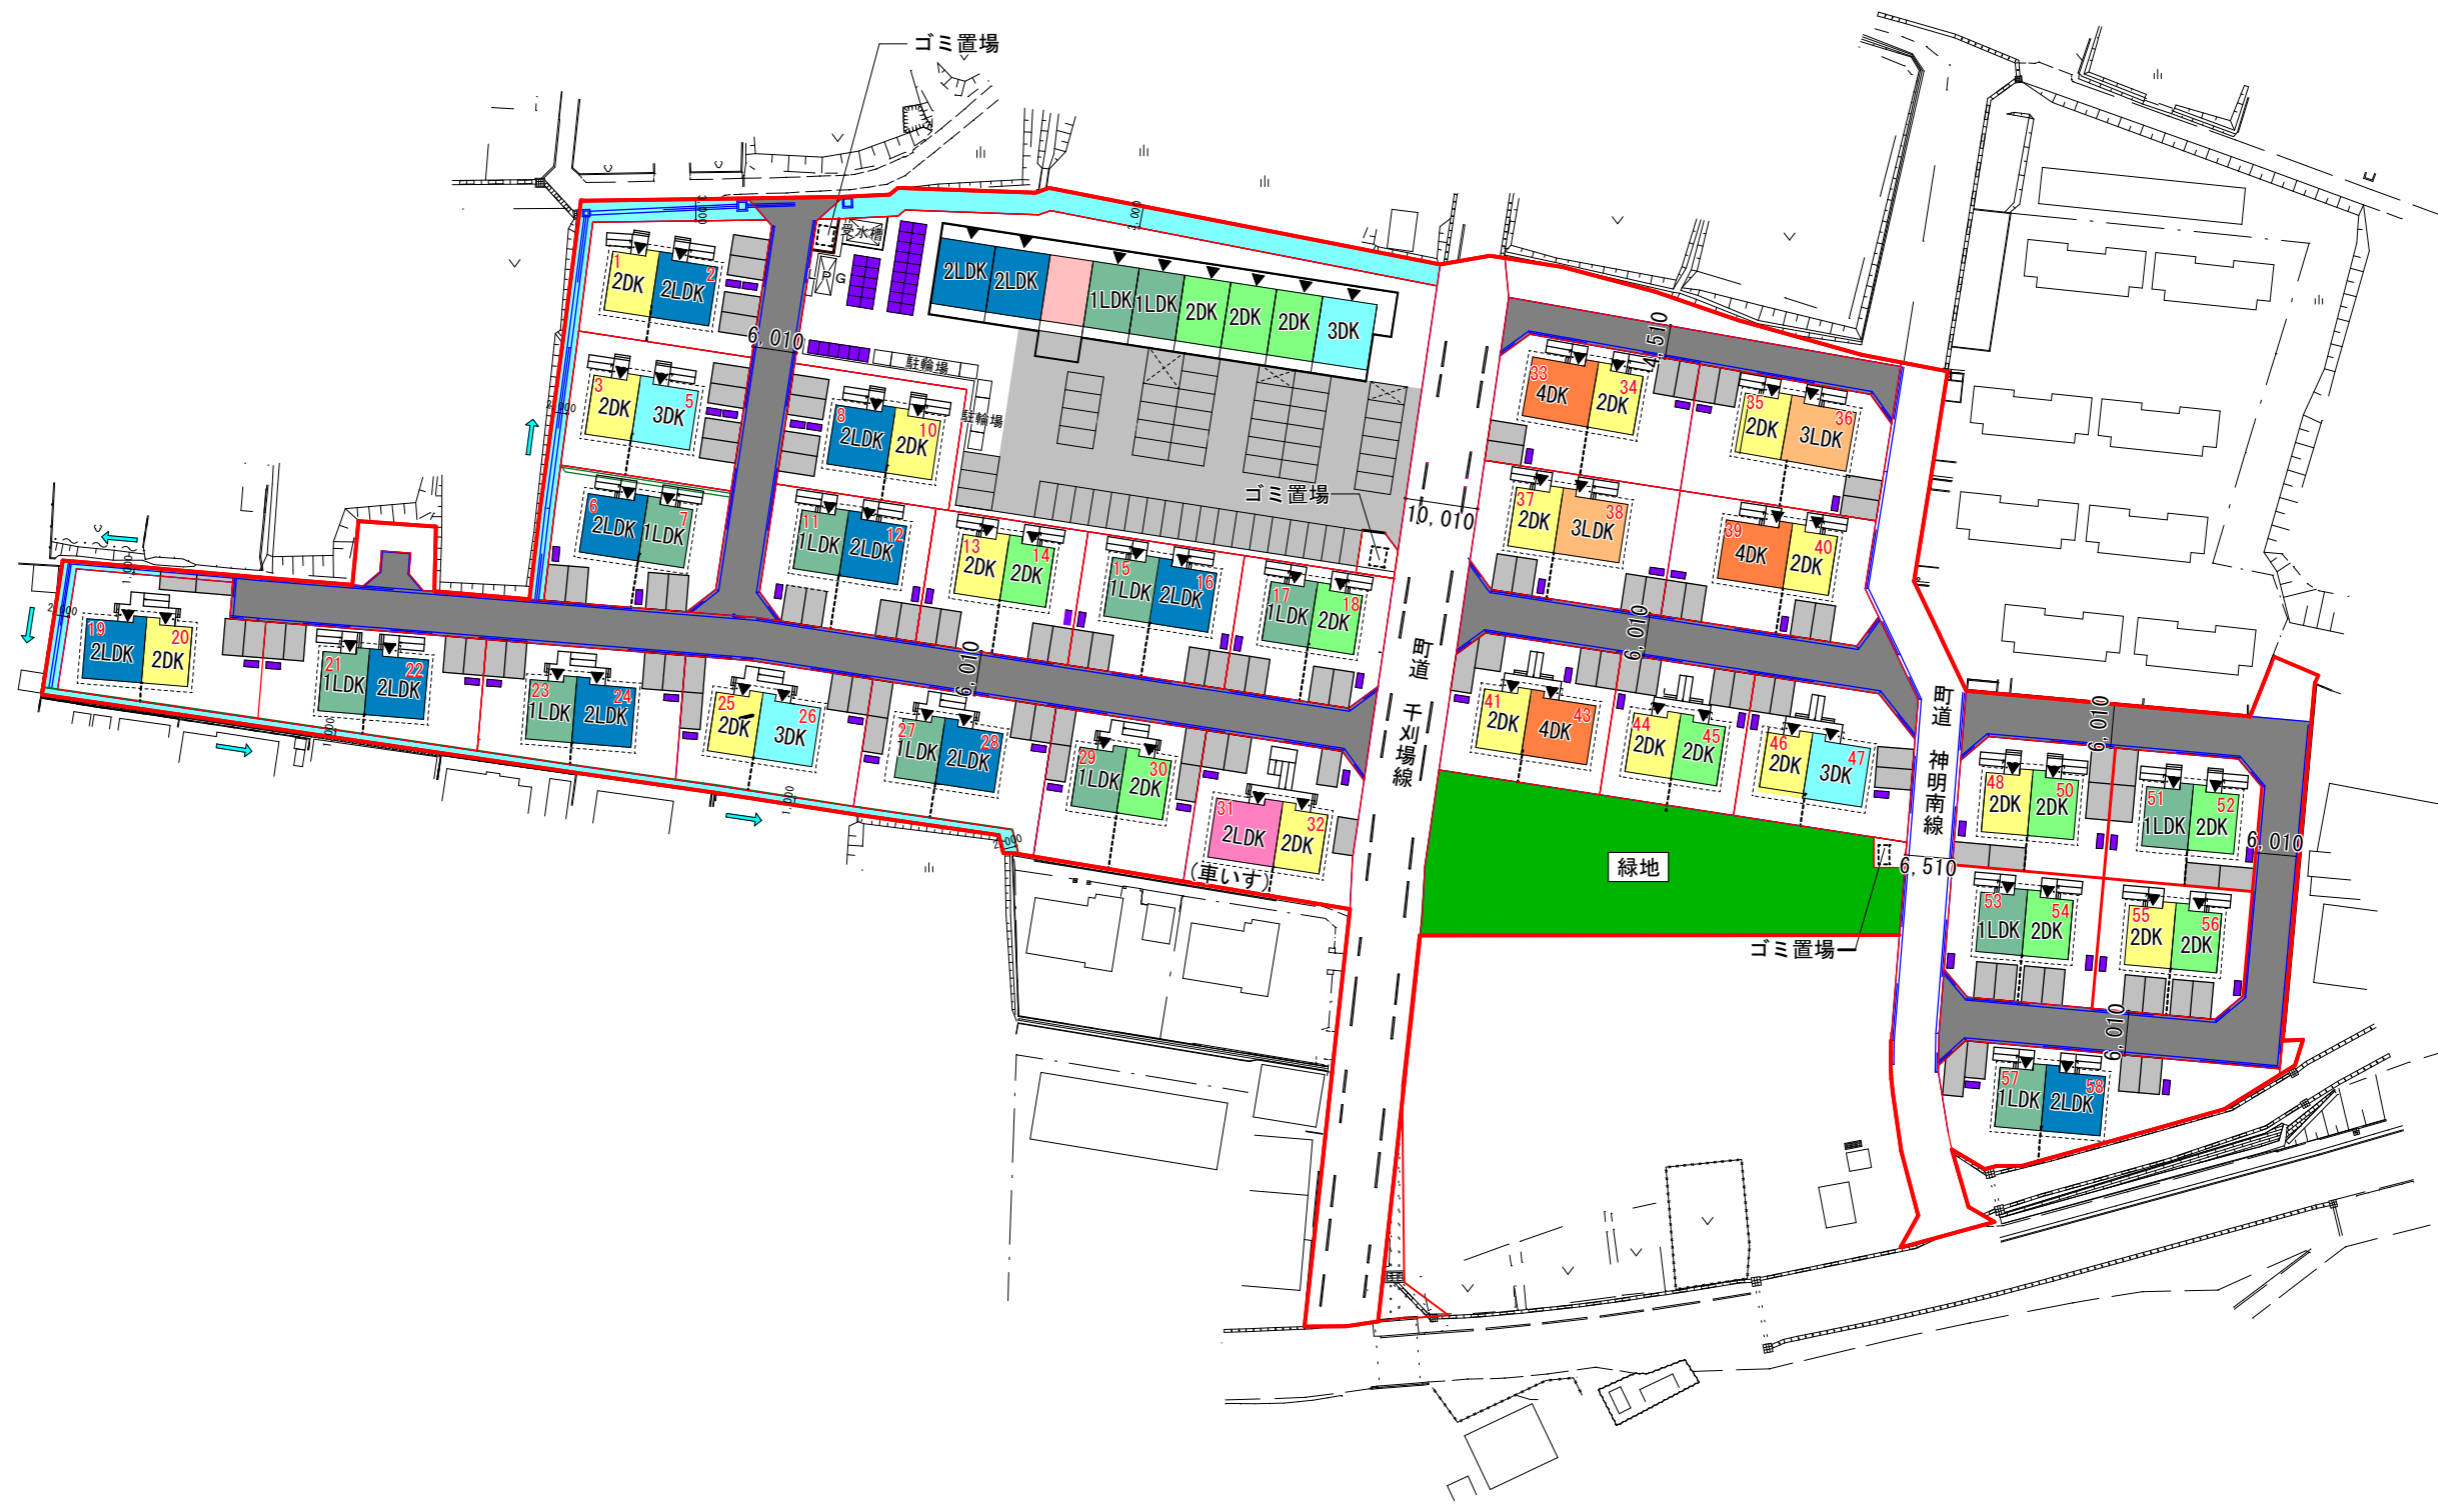 ゴミ置場
3,000
受水槽
LPG
1
2DK
2LDK
2
2LDK
2LDK
1LDK
1LDK
2DK
2DK
2DK
3DK
6,010
駐輪場
駐輪場
4,510
3
2DK
3DK
5
8
2LDK
2DK
10
33
4DK
2DK
34
35
2DK
3LDK
36
2,000
6
2LDK
1LDK
7
11
1LDK
2LDK
12
13
2DK
2DK
14
15
1LDK
2LDK
16
17
1LDK
2DK
18
ゴミ置場
10,010
37
2DK
3LDK
38
39
4DK
2DK
40
2,000
19
2LDK
2DK
20
21
1LDK
2LDK
22
23
1LDK
2LDK
24
25
2DK
3DK
26
27
1LDK
2LDK
28
29
1LDK
2DK
30
31
2LDK
2DK
32
(車いす)
6,010
町道 千刈場線
6,010
41
2DK
4DK
43
44
2DK
2DK
45
46
2DK
3DK
47
町道 神明南線
6,010
48
2DK
2DK
50
51
1LDK
2DK
52
6,010
緑地
6,510
ゴミ置場
53
1LDK
2DK
54
55
2DK
2DK
56
6,010
57
1LDK
2LDK
58